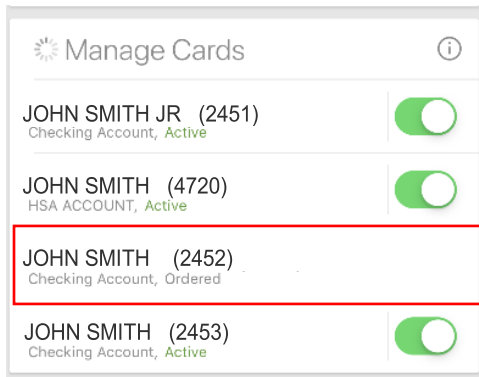 Manage Cards
JOHN SMITH JR (2451)
Checking Account, Active
JOHN SMITH (4720)
HSA ACCOUNT, Active
JOHN SMITH (2452)
Checking Account, Ordered
JOHN SMITH (2453)
Checking Account, Active